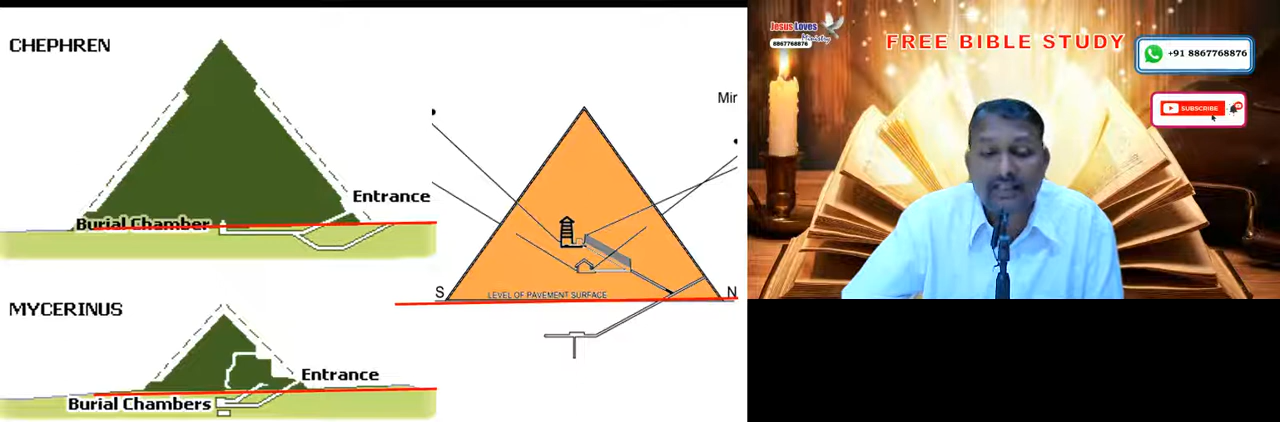 CHEPHREN
Entrance
Burial Chamber
MYCERINUS
Entrance
Burial Chambers
Mir
S
LEVEL OF PAVEMENT SURFACE
N
Jesus Loves
Ministry
8867768876
FREE BIBLE STUDY
+91 8867768876
SUBSCRIBE